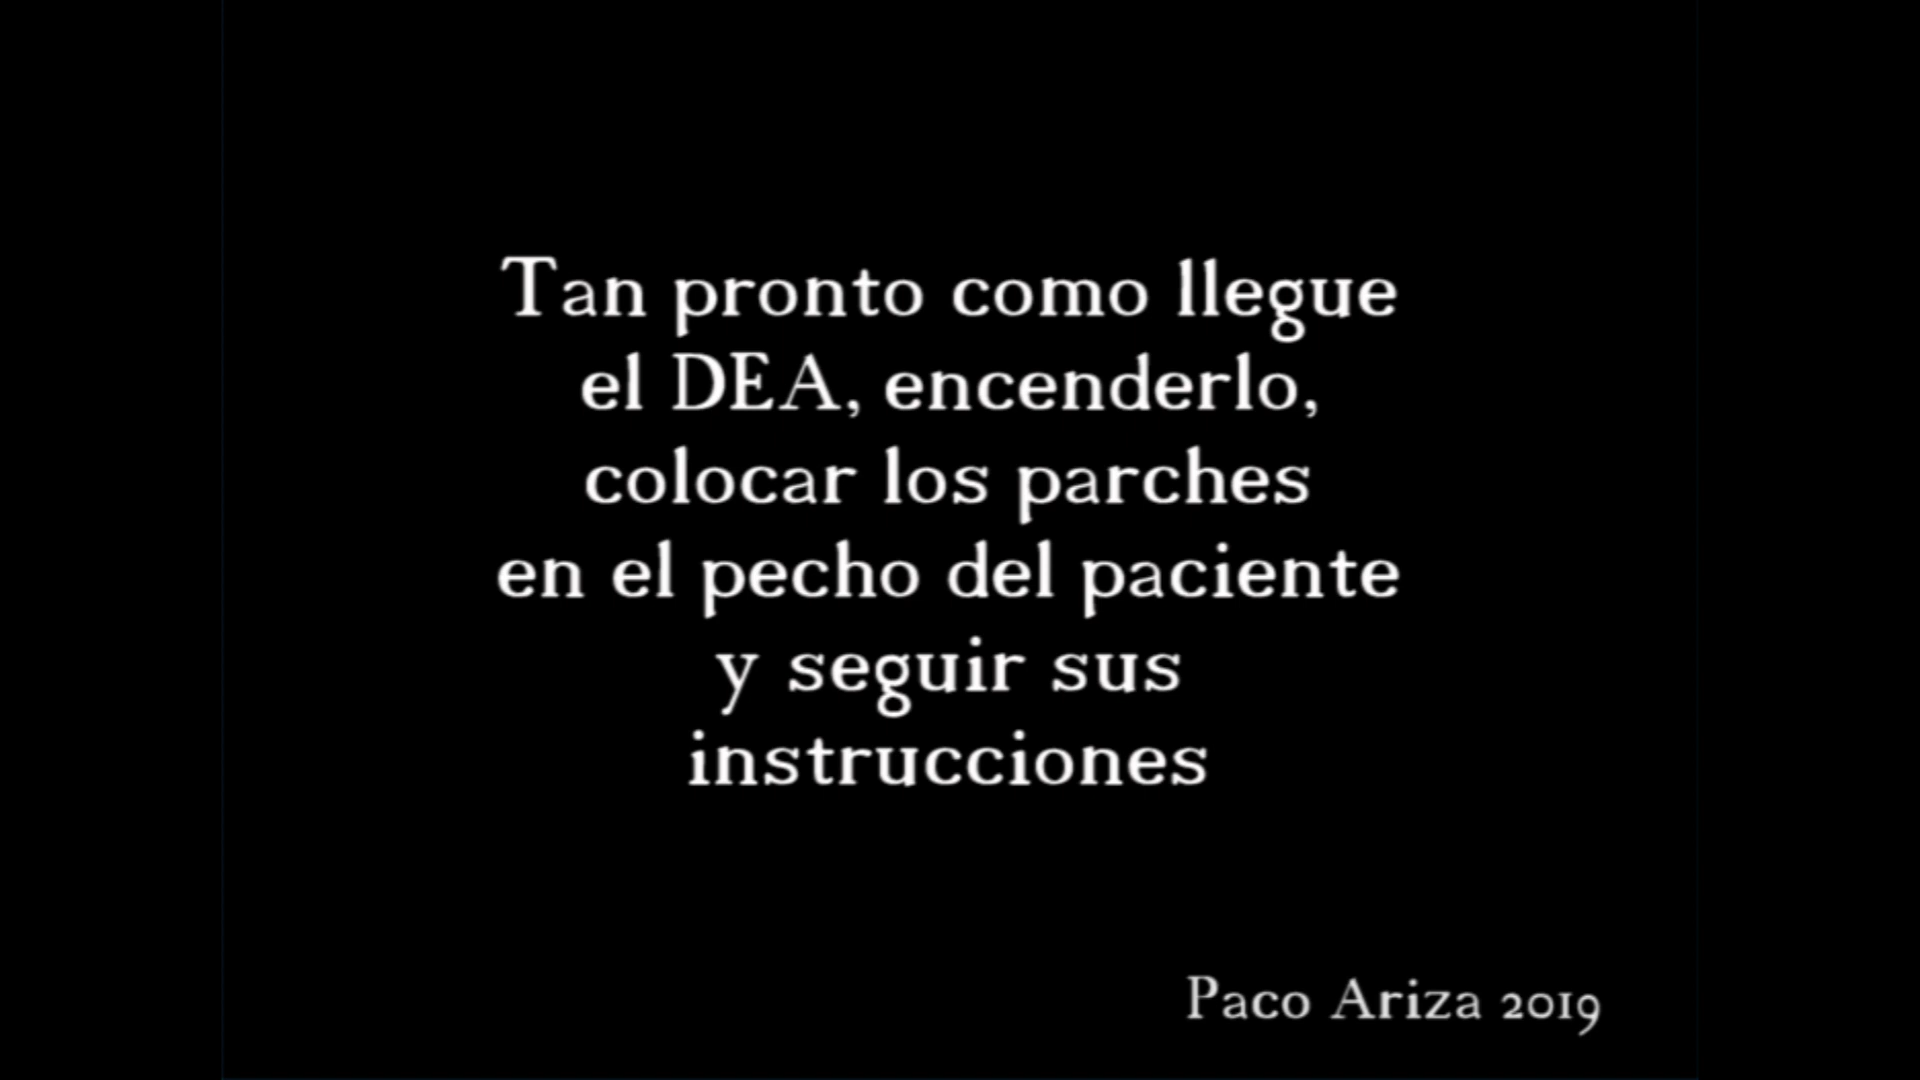 Tan pronto como llegue
el DEA, encenderlo,
colocar los parches
en el pecho del paciente
y seguir sus
instrucciones
Paco Ariza 2019